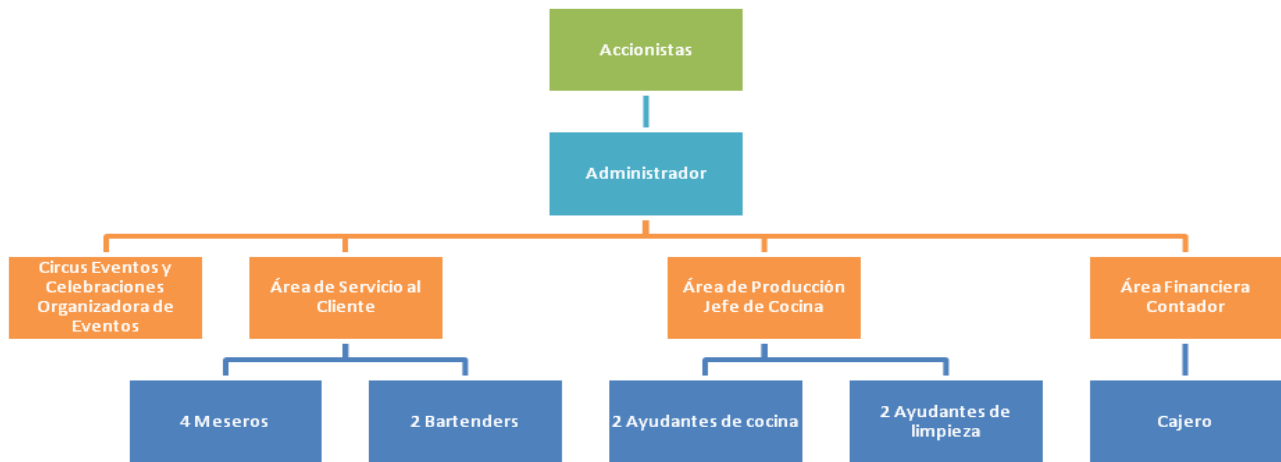 Accionistas
Administrador
Circus Eventos y
Celebraciones
Organizadora de
Eventos
Área de Servicio al
Cliente
Área de Producción
Jefe de Cocina
Área Financiera
Contador
4 Meseros
2 Bartenders
2 Ayudantes de cocina
2 Ayudantes de
limpieza
Cajero